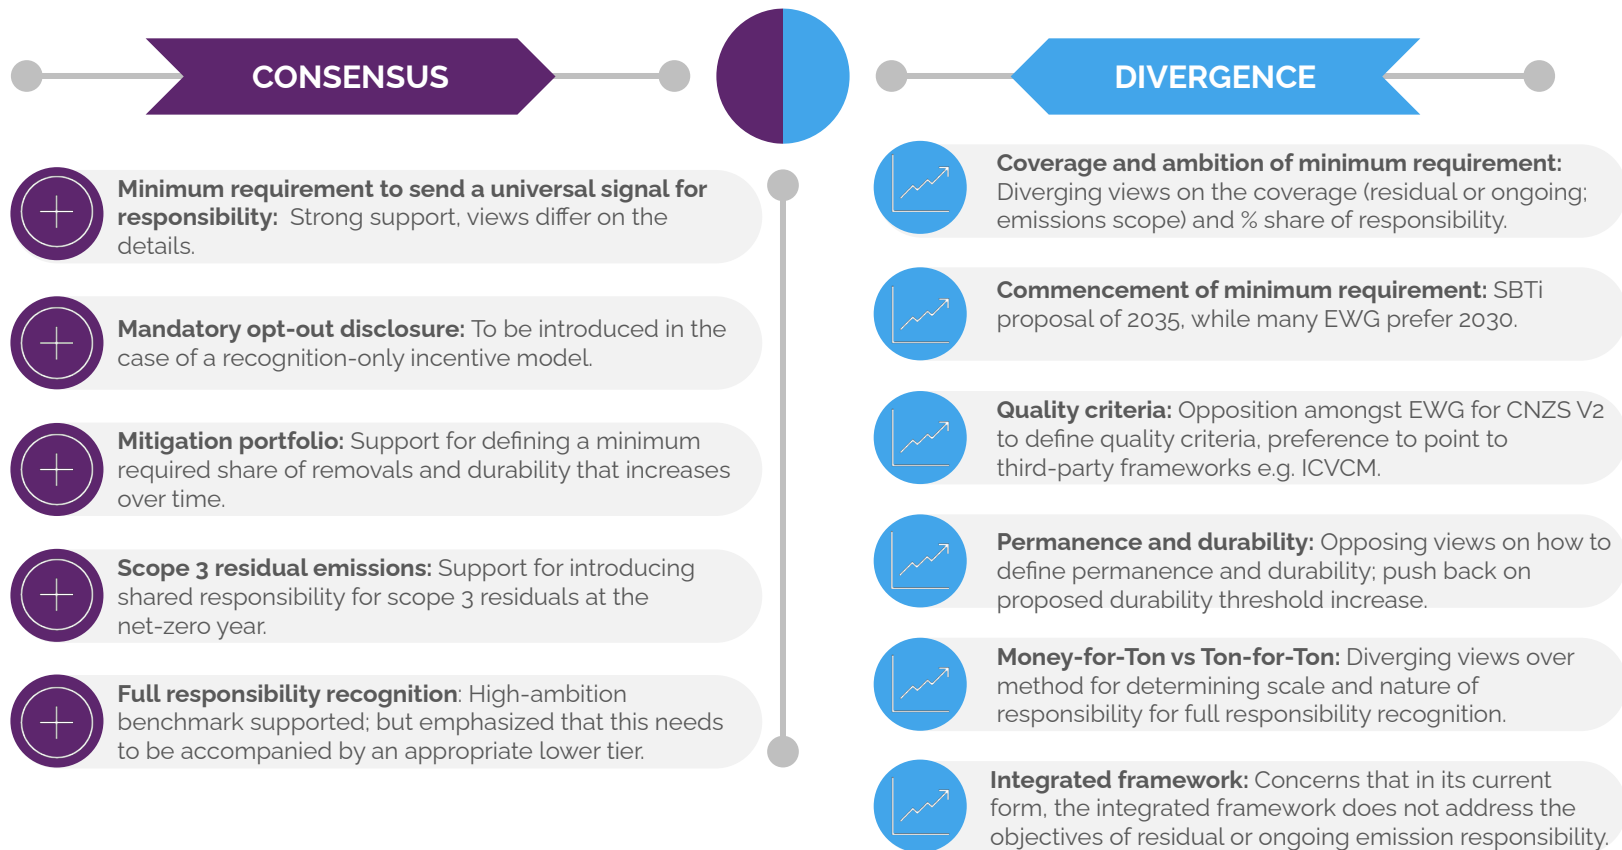 CONSENSUS
Minimum requirement to send a universal signal for
responsibility: Strong support, views differ on the
details.
Mandatory opt-out disclosure: To be introduced in the
case of a recognition-only incentive model.
Mitigation portfolio: Support for defining a minimum
required share of removals and durability that increases
over time.
Scope 3 residual emissions: Support for introducing
shared responsibility for scope 3 residuals at the
net-zero year.
Full responsibility recognition: High-ambition
benchmark supported; but emphasized that this needs
to be accompanied by an appropriate lower tier.
DIVERGENCE
Coverage and ambition of minimum requirement:
Diverging views on the coverage (residual or ongoing;
emissions scope) and % share of responsibility.
Commencement of minimum requirement: SBTi
proposal of 2035, while many EWG prefer 2030.
Quality criteria: Opposition amongst EWG for CNZS V2
to define quality criteria, preference to point to
third-party frameworks e.g. ICVCM.
Permanence and durability: Opposing views on how to
define permanence and durability; push back on
proposed durability threshold increase.
Money-for-Ton vs Ton-for-Ton: Diverging views over
method for determining scale and nature of
responsibility for full responsibility recognition.
Integrated framework: Concerns that in its current
form, the integrated framework does not address the
objectives of residual or ongoing emission responsibility.